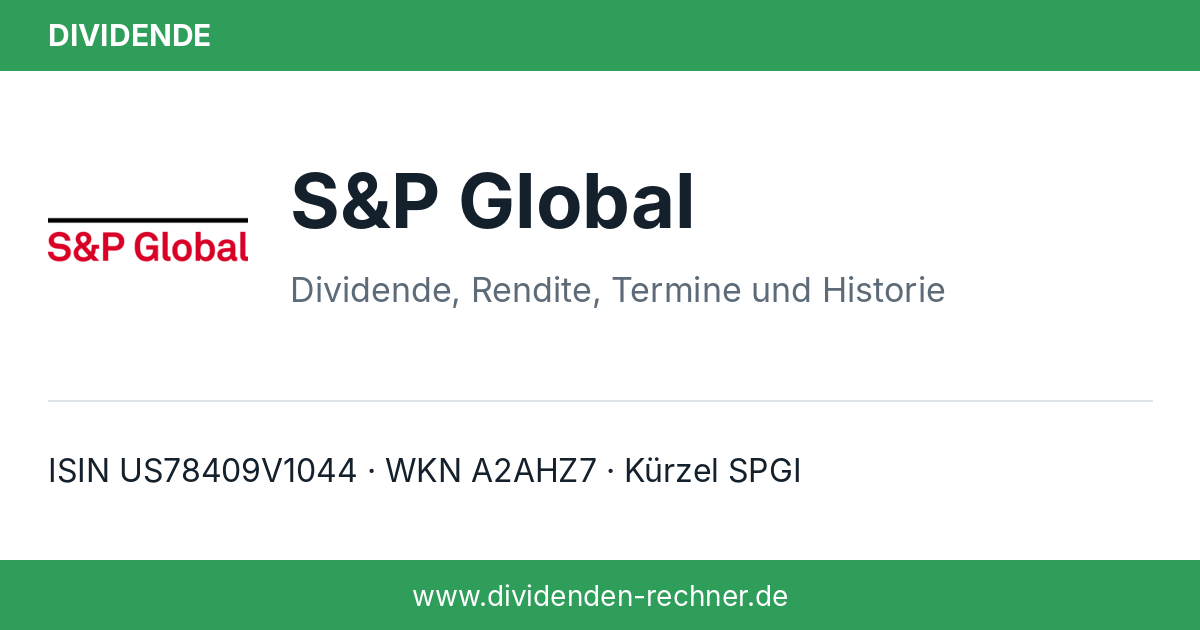 DIVIDENDE
S&P Global
S&P Global
Dividende, Rendite, Termine und Historie
ISIN US78409V1044 · WKN A2AHZ7 · Kürzel SPGI
www.dividenden-rechner.de